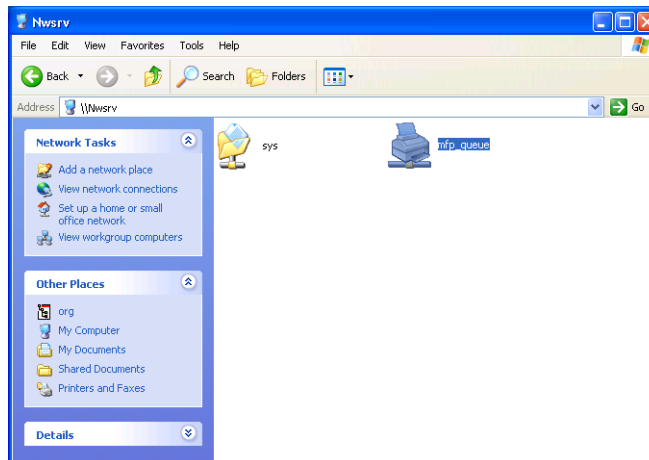 Nwsrv
File Edit View Favorites Tools Help
Back Search Folders
Address \\Nwsrv Go
Network Tasks
Add a network place
View network connections
Set up a home or small
office network
View workgroup computers
Other Places
org
My Computer
My Documents
Shared Documents
Printers and Faxes
Details
sys
mfp_queue